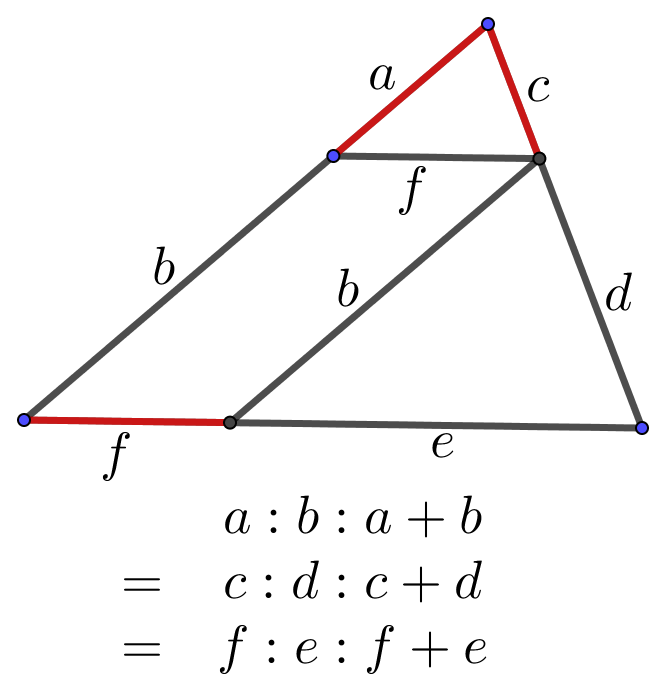 a
c
f
b
b
d
f
e
a : b : a + b
= c : d : c + d
= f : e : f + e